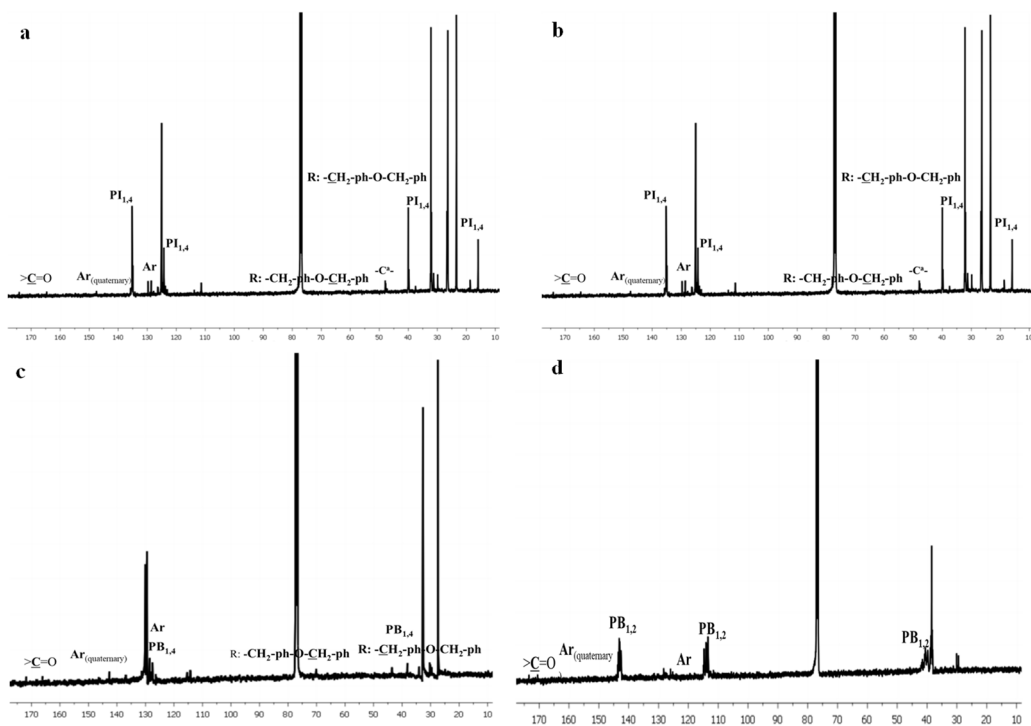 a
R: -CH₂-ph-O-CH₂-ph
PI₁,₄
PI₁,₄
PI₁,₄
PI₁,₄
Ar
>C=O
Ar(quaternary)
R: -CH₂-ph-O-CH₂-ph
-Cª-
170 160 150 140 130 120 110 100 90 80 70 60 50 40 30 20 10
b
R: -CH₂-ph-O-CH₂-ph
PI₁,₄
PI₁,₄
PI₁,₄
PI₁,₄
Ar
>C=O
Ar(quaternary)
R: -CH₂-ph-O-CH₂-ph
-Cª-
170 160 150 140 130 120 110 100 90 80 70 60 50 40 30 20 10
c
Ar
PB₁,₄
PB₁,₄
>C=O
Ar(quaternary)
R: -CH₂-ph-O-CH₂-ph
R: -CH₂-ph-O-CH₂-ph
170 160 150 140 130 120 110 100 90 80 70 60 50 40 30 20 10
d
PB₁,₂
PB₁,₂
PB₁,₂
>C=O
Ar(quaternary
Ar
170 160 150 140 130 120 110 100 90 80 70 60 50 40 30 20 10